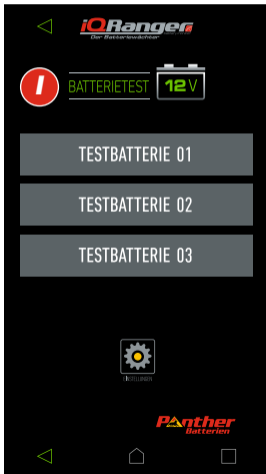 iQRanger
Der Batteriewächter
I BATTERIETEST 12V
TESTBATTERIE 01
TESTBATTERIE 02
TESTBATTERIE 03
EINSTELLUNGEN
Panther
Batterien